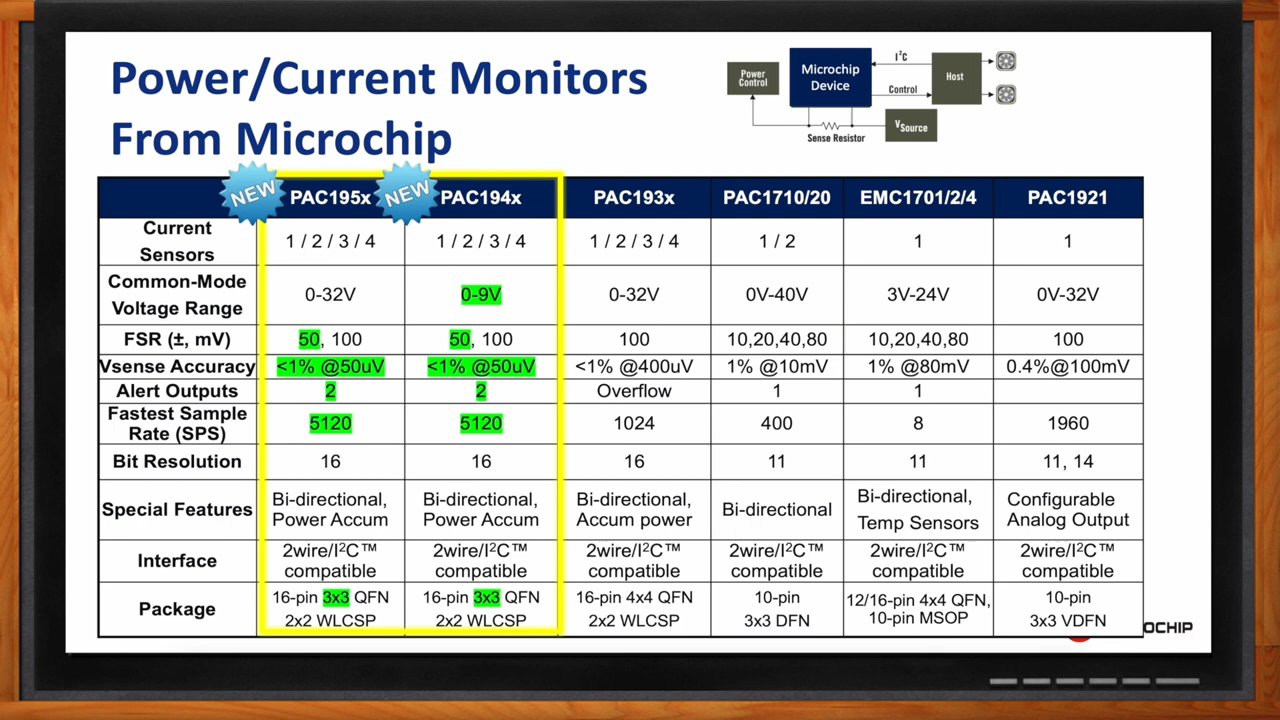 Power/Current Monitors
From Microchip
Power
Control
Microchip
Device
I²C
Control
Host
Sense Resistor
VSource
NEW
PAC195x
NEW
PAC194x
PAC193x
PAC1710/20
EMC1701/2/4
PAC1921
Current
Sensors
1 / 2 / 3 / 4
1 / 2 / 3 / 4
1 / 2 / 3 / 4
1 / 2
1
1
Common-Mode
Voltage Range
0-32V
0-9V
0-32V
0V-40V
3V-24V
0V-32V
FSR (±, mV)
50, 100
50, 100
100
10,20,40,80
10,20,40,80
100
Vsense Accuracy
<1% @50uV
<1% @50uV
<1% @400uV
1% @10mV
1% @80mV
0.4%@100mV
Alert Outputs
2
2
Overflow
1
1
Fastest Sample
Rate (SPS)
5120
5120
1024
400
8
1960
Bit Resolution
16
16
16
11
11
11, 14
Special Features
Bi-directional,
Power Accum
Bi-directional,
Power Accum
Bi-directional,
Accum power
Bi-directional
Bi-directional,
Temp Sensors
Configurable
Analog Output
Interface
2wire/I²C™
compatible
2wire/I²C™
compatible
2wire/I²C™
compatible
2wire/I²C™
compatible
2wire/I²C™
compatible
2wire/I²C™
compatible
Package
16-pin 3x3 QFN
2x2 WLCSP
16-pin 3x3 QFN
2x2 WLCSP
16-pin 4x4 QFN
2x2 WLCSP
10-pin
3x3 DFN
12/16-pin 4x4 QFN,
10-pin MSOP
10-pin
3x3 VDFN
OCHIP